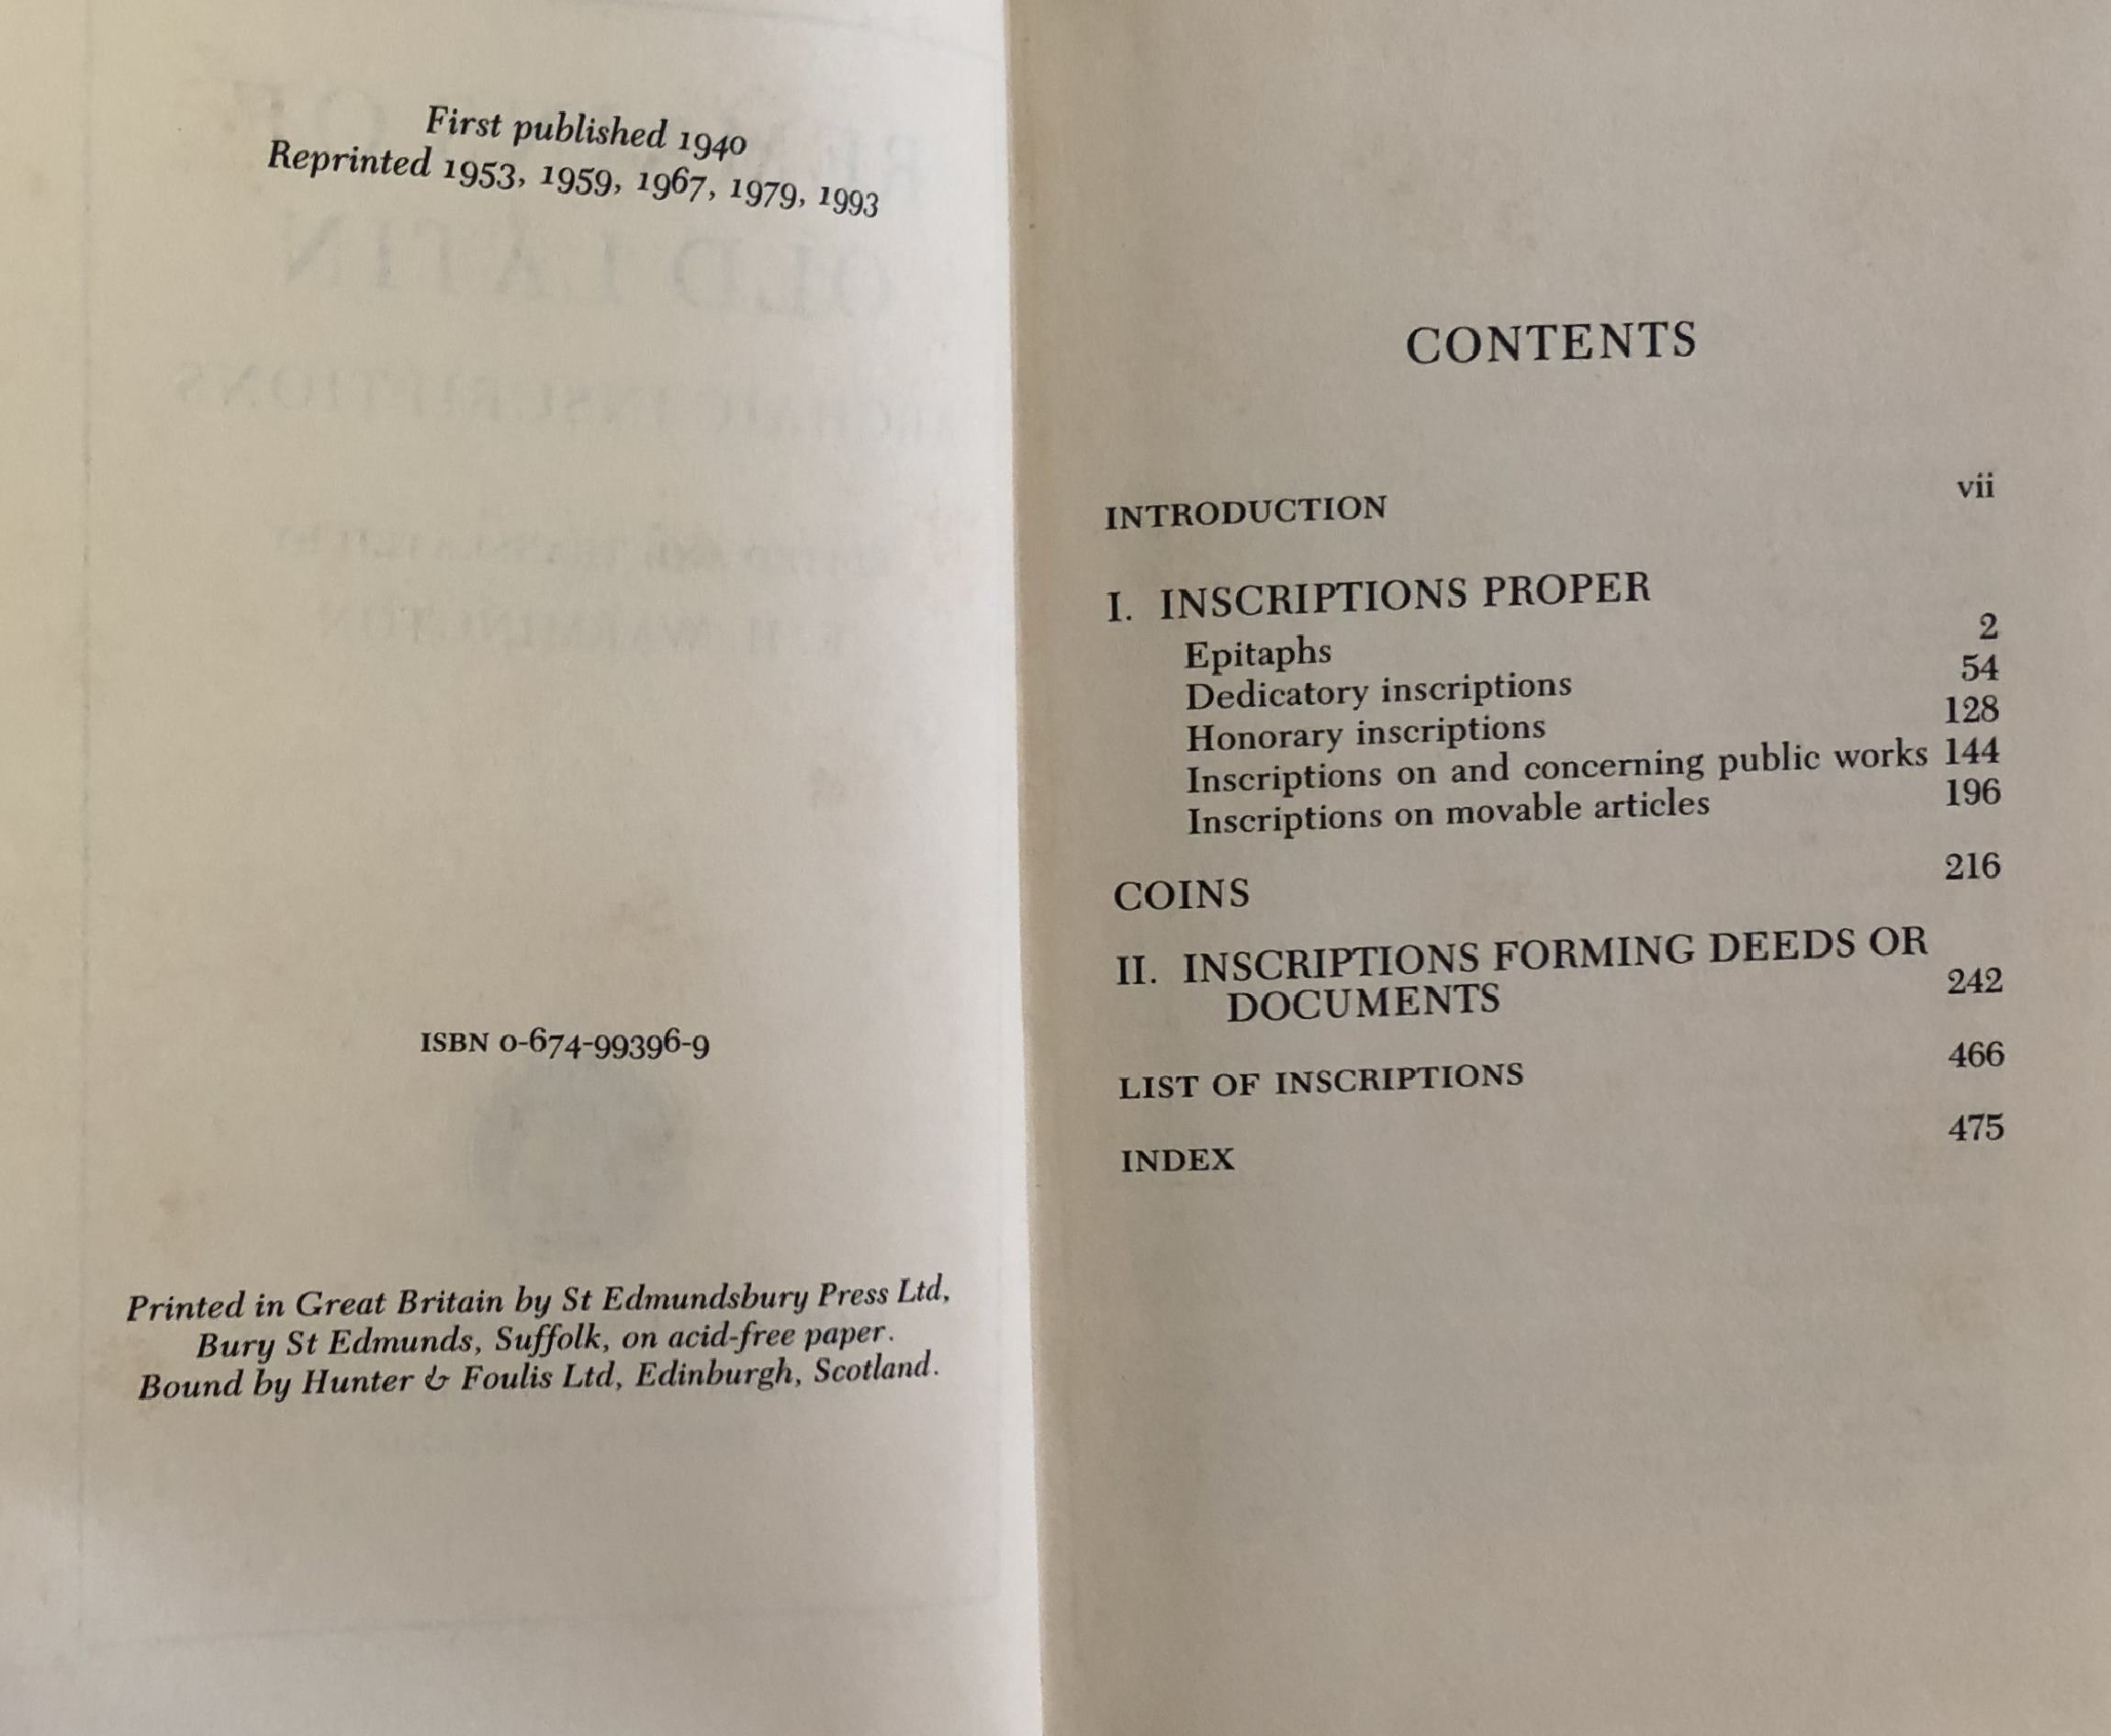 First published 1940
Reprinted 1953, 1959, 1967, 1979, 1993
ISBN 0-674-99396-9
Printed in Great Britain by St Edmundsbury Press Ltd,
Bury St Edmunds, Suffolk, on acid-free paper.
Bound by Hunter & Foulis Ltd, Edinburgh, Scotland.
CONTENTS
INTRODUCTION vii
I. INSCRIPTIONS PROPER
Epitaphs 2
Dedicatory inscriptions 54
Honorary inscriptions 128
Inscriptions on and concerning public works 144
Inscriptions on movable articles 196
COINS 216
II. INSCRIPTIONS FORMING DEEDS OR
DOCUMENTS 242
LIST OF INSCRIPTIONS 466
INDEX 475